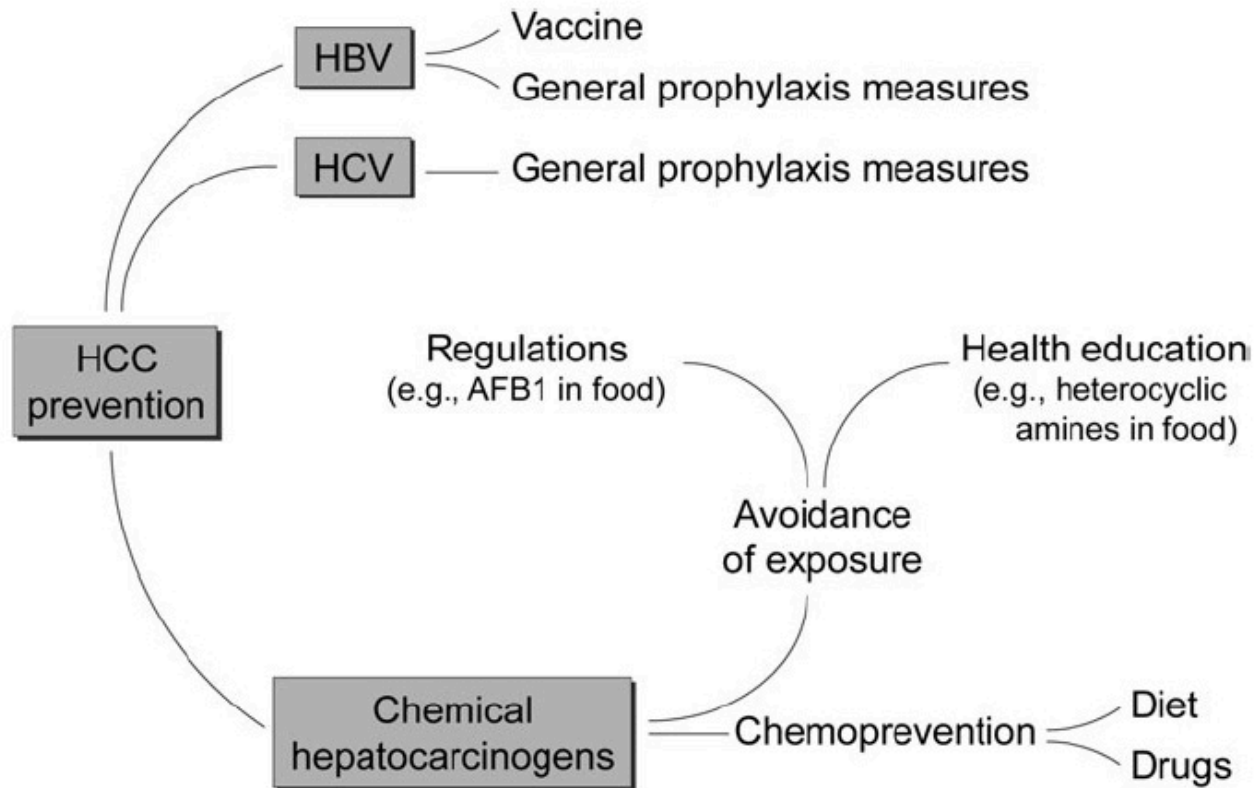 HBV
Vaccine
General prophylaxis measures
HCV
General prophylaxis measures
HCC
prevention
Regulations
(e.g., AFB1 in food)
Health education
(e.g., heterocyclic
amines in food)
Avoidance
of exposure
Chemical
hepatocarcinogens
Chemoprevention
Diet
Drugs